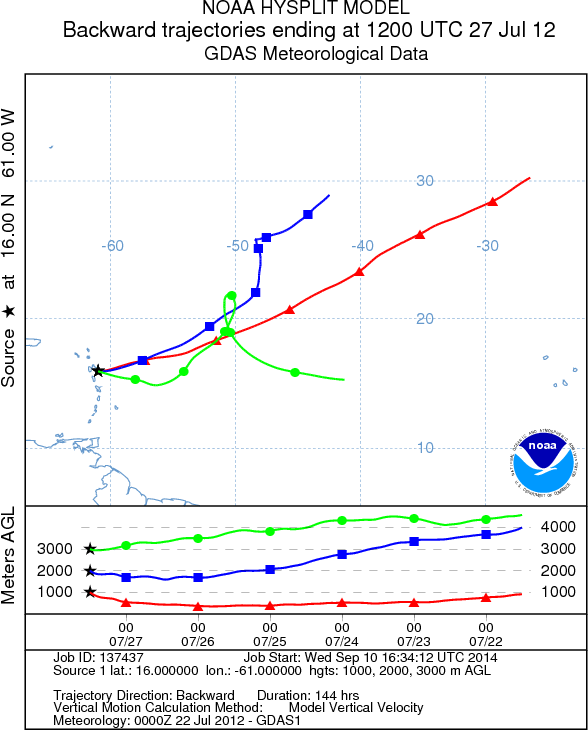 NOAA HYSPLIT MODEL
Backward trajectories ending at 1200 UTC 27 Jul 12
GDAS Meteorological Data
Source ★ at 16.00 N 61.00 W
30
-60 -50 -40 -30
20
10
noaa
Meters AGL
4000
3000 3000
2000 2000
1000 1000
00 00 00 00 00 00
07/27 07/26 07/25 07/24 07/23 07/22
Job ID: 137437 Job Start: Wed Sep 10 16:34:12 UTC 2014
Source 1 lat.: 16.000000 lon.: -61.000000 hgts: 1000, 2000, 3000 m AGL
Trajectory Direction: Backward Duration: 144 hrs
Vertical Motion Calculation Method: Model Vertical Velocity
Meteorology: 0000Z 22 Jul 2012 - GDAS1